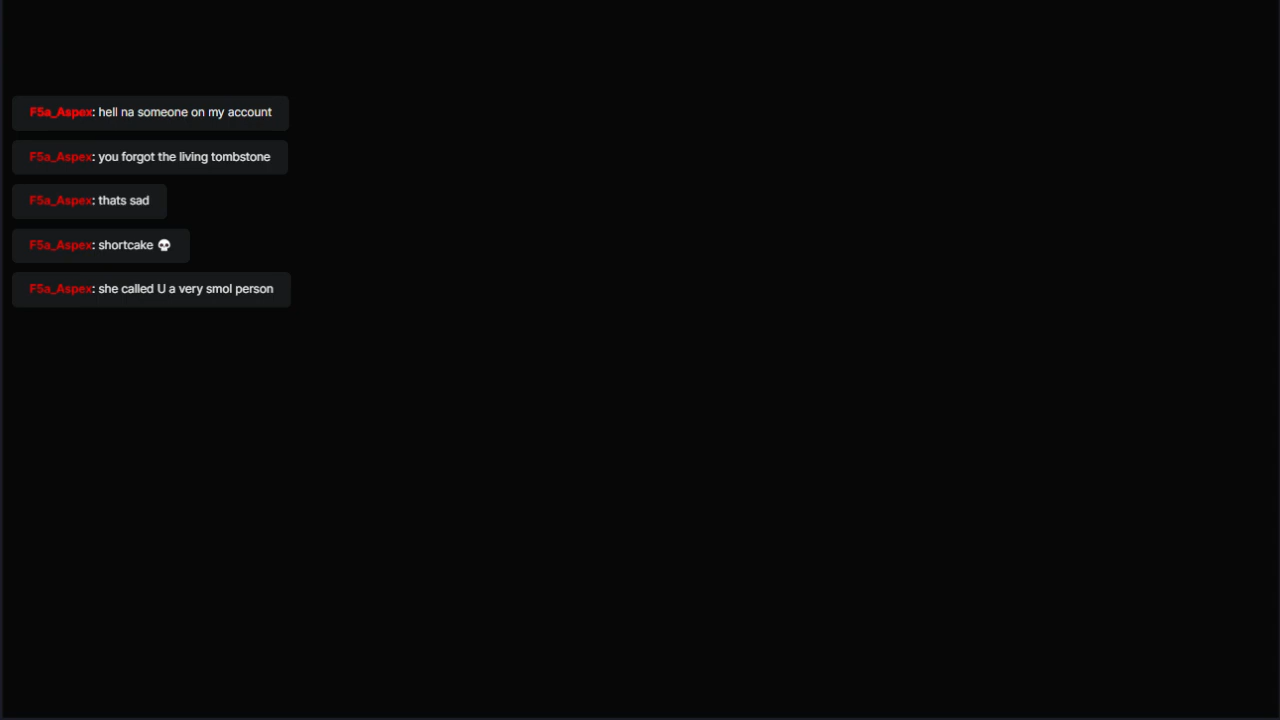 F5a_Aspex: hell na someone on my account
F5a_Aspex: you forgot the living tombstone
F5a_Aspex: thats sad
F5a_Aspex: shortcake 💀
F5a_Aspex: she called U a very smol person